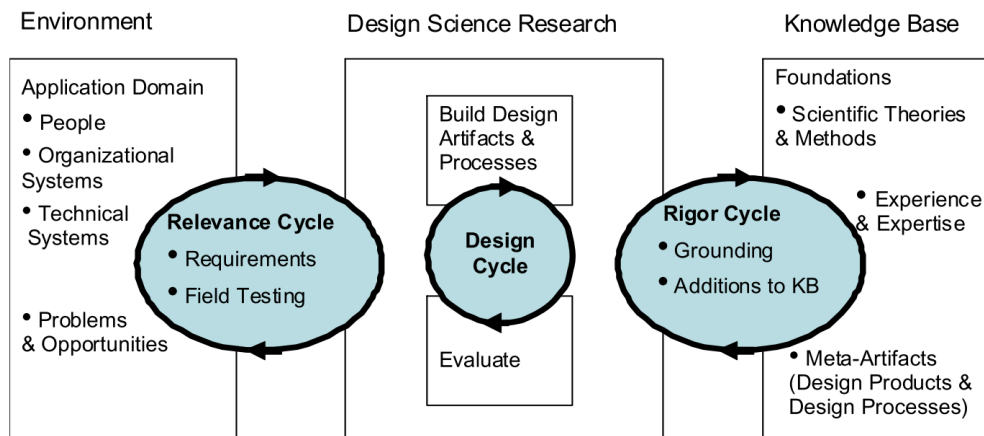 Environment
Design Science Research
Knowledge Base
Application Domain
• People
• Organizational
Systems
• Technical
Systems
• Problems
& Opportunities
Relevance Cycle
• Requirements
• Field Testing
Build Design
Artifacts &
Processes
Design
Cycle
Evaluate
Rigor Cycle
• Grounding
• Additions to KB
Foundations
• Scientific Theories
& Methods
• Experience
& Expertise
• Meta-Artifacts
(Design Products &
Design Processes)